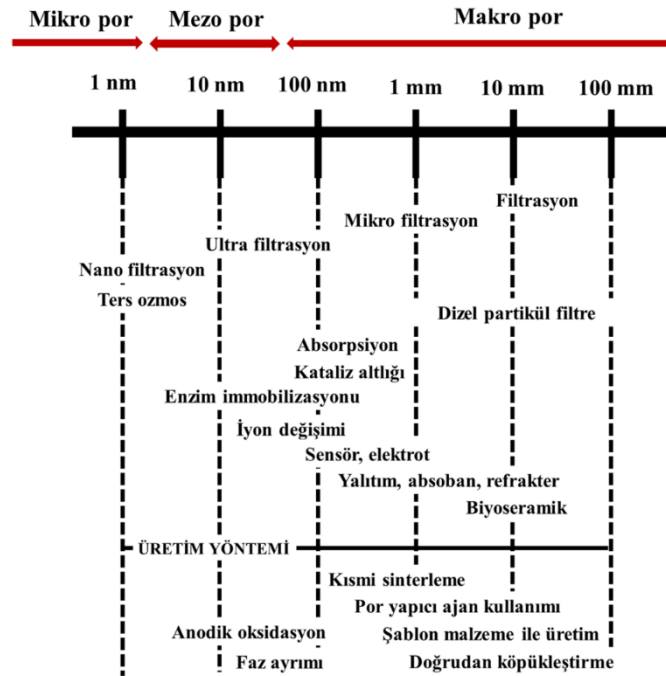 Mikro por Mezo por Makro por
1 nm 10 nm 100 nm 1 mm 10 mm 100 mm
Filtrasyon
Mikro filtrasyon
Ultra filtrasyon
Nano filtrasyon
Ters ozmos
Dizel partikül filtre
Absorpsiyon
Kataliz altlığı
Enzim immobilizasyonu
İyon değişimi
Sensör, elektrot
Yalıtım, absoban, refrakter
Biyoseramik
ÜRETİM YÖNTEMİ
Kısmi sinterleme
Por yapıcı ajan kullanımı
Anodik oksidasyon Şablon malzeme ile üretim
Faz ayrımı Doğrudan köpükleştirme